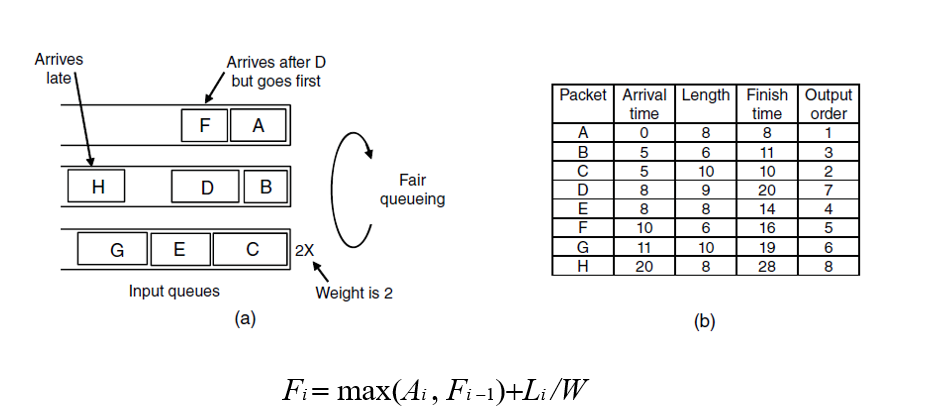 Arrives
late
Arrives after D
but goes first
F
A
H
D
B
G
E
C
2X
Fair
queueing
Input queues
Weight is 2
(a)
Packet Arrival time Length Finish time Output order
A 0 8 8 1
B 5 6 11 3
C 5 10 10 2
D 8 9 20 7
E 8 8 14 4
F 10 6 16 5
G 11 10 19 6
H 20 8 28 8
(b)
Fi = max(Ai, Fi−1)+Li/W